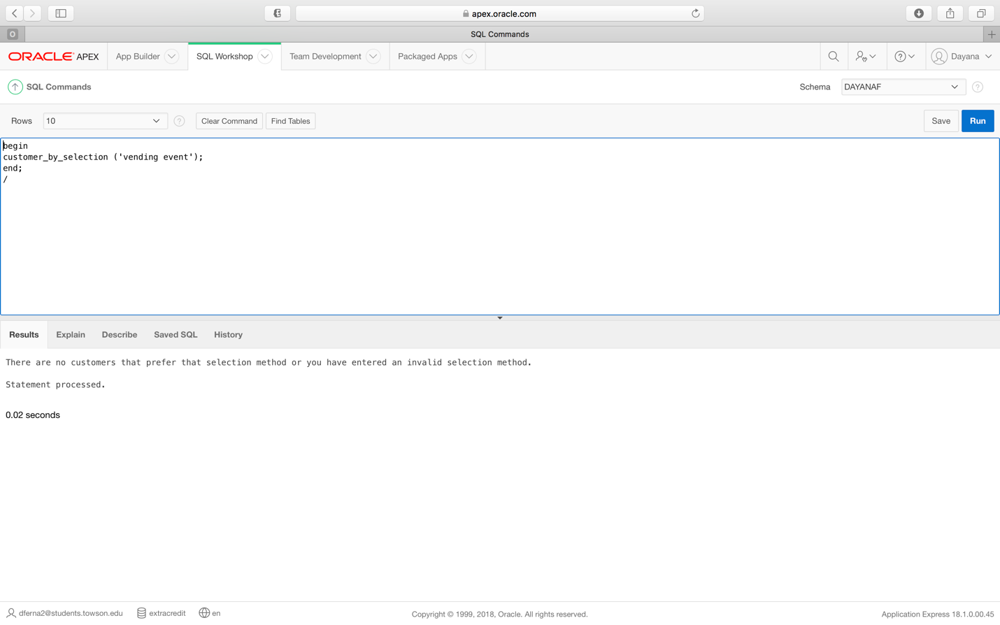 apex.oracle.com
O
SQL Commands
ORACLE APEX App Builder SQL Workshop Team Development Packaged Apps ? Dayana
SQL Commands Schema DAYANAF ?
Rows 10 ? Clear Command Find Tables Save Run
begin
customer_by_selection ('vending event');
end;
/
Results Explain Describe Saved SQL History
There are no customers that prefer that selection method or you have entered an invalid selection method.
Statement processed.
0.02 seconds
dferna2@students.towson.edu extracredit en Copyright © 1999, 2018, Oracle. All rights reserved. Application Express 18.1.0.00.45